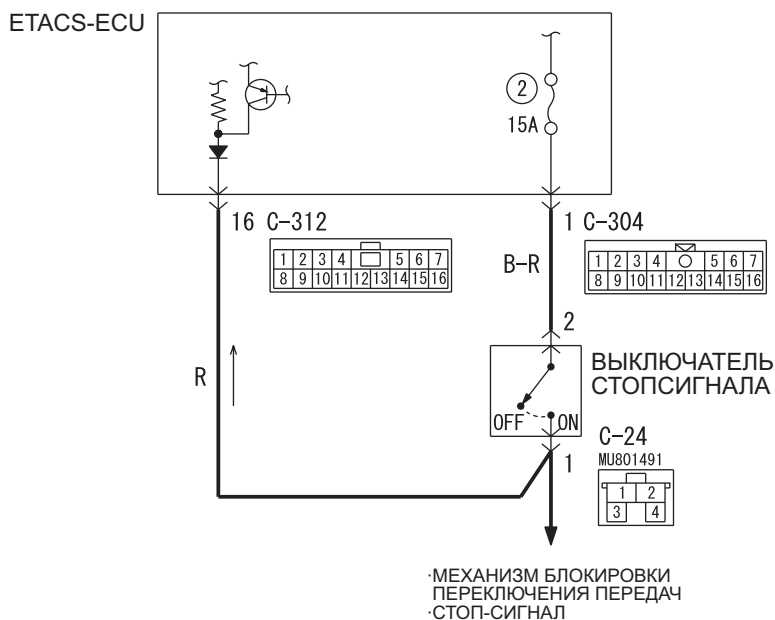 ETACS-ECU
2
15A
16 C-312
1 C-304
1 2 3 4 5 6 7
8 9 10 11 12 13 14 15 16
1 2 3 4 5 6 7
8 9 10 11 12 13 14 15 16
B-R
2
R
ВЫКЛЮЧАТЕЛЬ
СТОПСИГНАЛА
OFF ON
C-24
1
MU801491
1 2
3 4
·МЕХАНИЗМ БЛОКИРОВКИ
ПЕРЕКЛЮЧЕНИЯ ПЕРЕДАЧ
·СТОП-СИГНАЛ